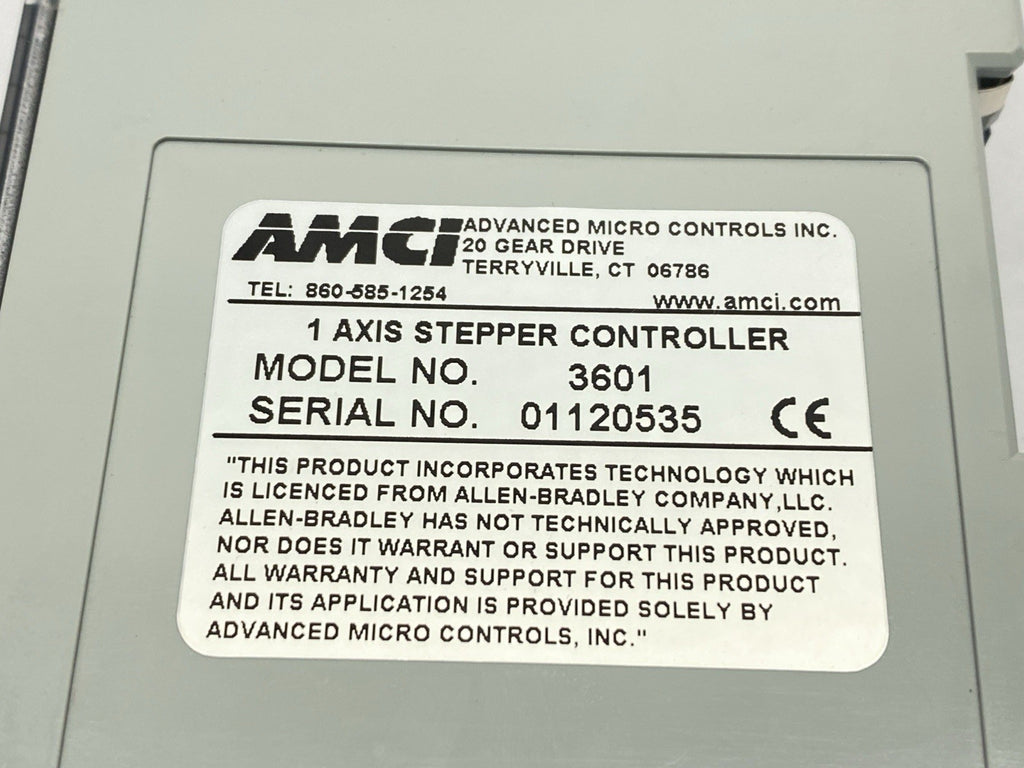 AMCI ADVANCED MICRO CONTROLS INC.
20 GEAR DRIVE
TERRYVILLE, CT 06786
TEL: 860-585-1254 www.amci.com
1 AXIS STEPPER CONTROLLER
MODEL NO. 3601
SERIAL NO. 01120535 CE
"THIS PRODUCT INCORPORATES TECHNOLOGY WHICH
IS LICENCED FROM ALLEN-BRADLEY COMPANY,LLC.
ALLEN-BRADLEY HAS NOT TECHNICALLY APPROVED,
NOR DOES IT WARRANT OR SUPPORT THIS PRODUCT.
ALL WARRANTY AND SUPPORT FOR THIS PRODUCT
AND ITS APPLICATION IS PROVIDED SOLELY BY
ADVANCED MICRO CONTROLS, INC."